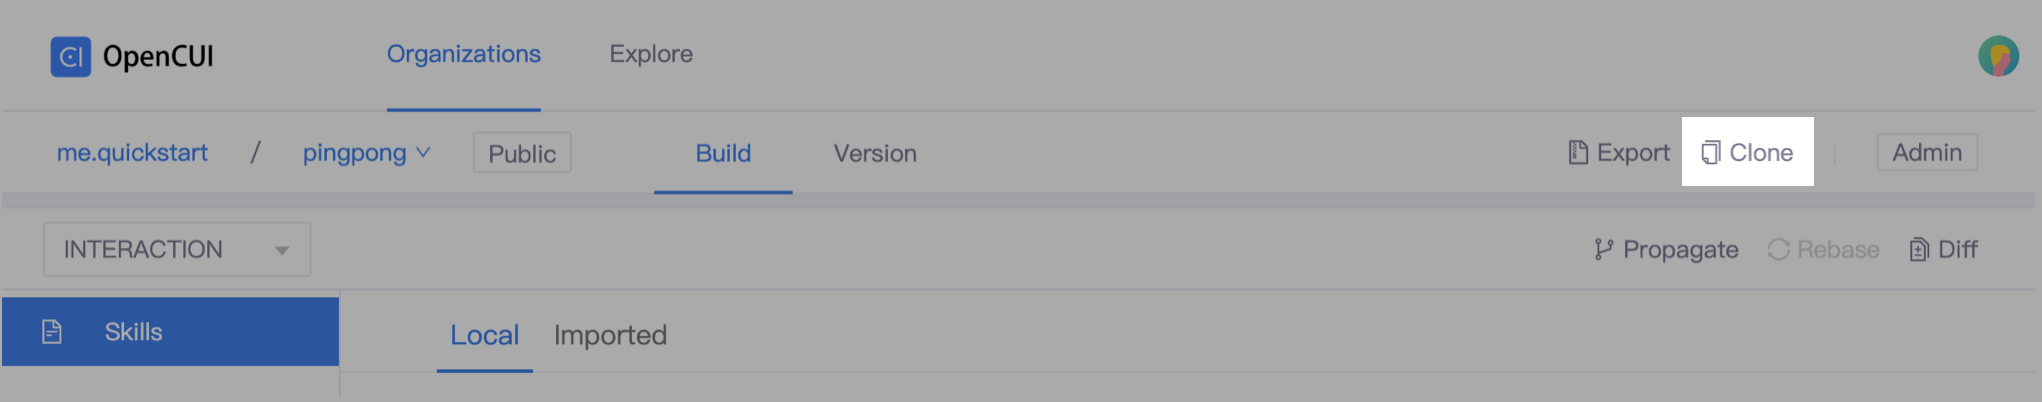 CI OpenCUI Organizations Explore
me.quickstart / pingpong Public Build Version Export Clone Admin
INTERACTION Propagate Rebase Diff
Skills Local Imported